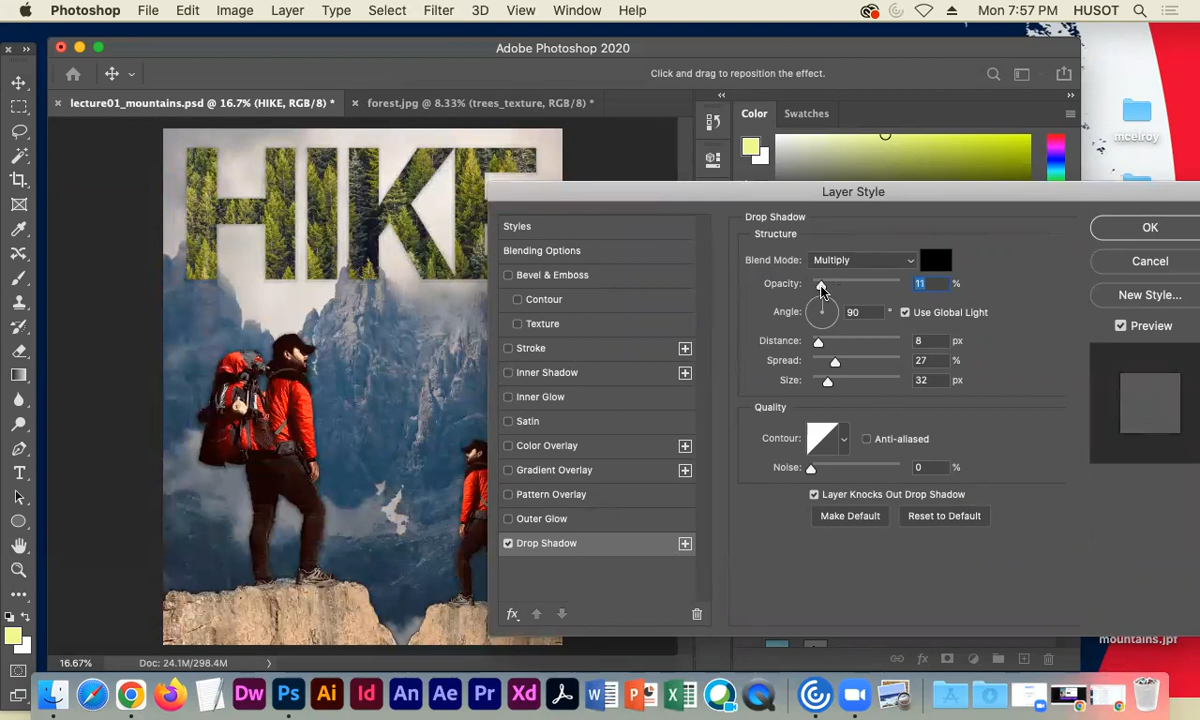 Photoshop File Edit Image Layer Type Select Filter 3D View Window Help Mon 7:57 PM HUSOT
Adobe Photoshop 2020
Click and drag to reposition the effect.
lecture01_mountains.psd @ 16.7% (HIKE, RGB/8) * forest.jpg @ 8.33% (trees_texture, RGB/8) *
Color Swatches
mcelroy
HIKE
Layer Style
Styles
Blending Options
Bevel & Emboss
Contour
Texture
Stroke
Inner Shadow
Inner Glow
Satin
Color Overlay
Gradient Overlay
Pattern Overlay
Outer Glow
Drop Shadow
fx
Drop Shadow
Structure
Blend Mode: Multiply
Opacity: 11 %
Angle: 90 ° Use Global Light
Distance: 8 px
Spread: 27 %
Size: 32 px
Quality
Contour: Anti-aliased
Noise: 0 %
Layer Knocks Out Drop Shadow
Make Default Reset to Default
OK
Cancel
New Style...
Preview
mountains.jpf
16.67% Doc: 24.1M/298.4M
fx
Dw Ps Ai Id An Ae Pr Xd W P X